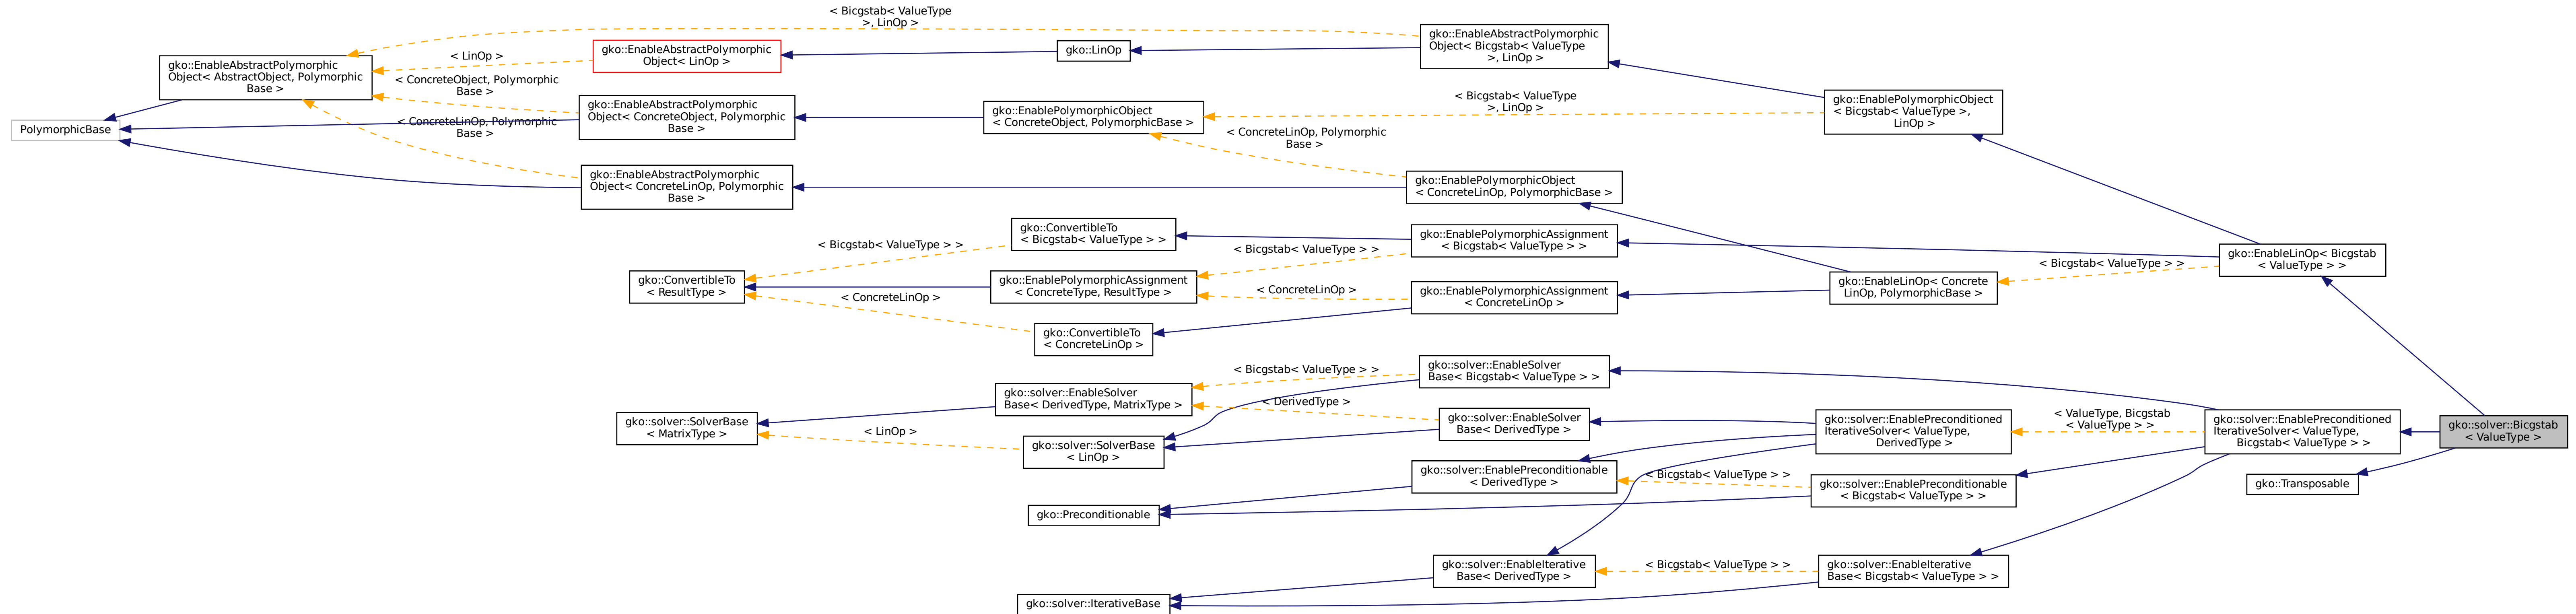 < Bicgstab< ValueType
>, LinOp >
gko::EnableAbstractPolymorphic
Object< Bicgstab< ValueType
>, LinOp >
gko::EnableAbstractPolymorphic
Object< LinOp >
gko::LinOp
< LinOp >
gko::EnableAbstractPolymorphic
Object< AbstractObject, Polymorphic
Base >
< ConcreteObject, Polymorphic
Base >
gko::EnableAbstractPolymorphic
Object< ConcreteObject, Polymorphic
Base >
gko::EnablePolymorphicObject
< ConcreteObject, PolymorphicBase >
< Bicgstab< ValueType
>, LinOp >
gko::EnablePolymorphicObject
< Bicgstab< ValueType >,
LinOp >
PolymorphicBase
< ConcreteLinOp, Polymorphic
Base >
< ConcreteLinOp, Polymorphic
Base >
gko::EnableAbstractPolymorphic
Object< ConcreteLinOp, Polymorphic
Base >
gko::EnablePolymorphicObject
< ConcreteLinOp, PolymorphicBase >
gko::ConvertibleTo
< Bicgstab< ValueType > >
< Bicgstab< ValueType > >
gko::EnablePolymorphicAssignment
< Bicgstab< ValueType > >
< Bicgstab< ValueType > >
gko::EnableLinOp< Bicgstab
< ValueType > >
< Bicgstab< ValueType > >
gko::ConvertibleTo
< ResultType >
gko::EnablePolymorphicAssignment
< ConcreteType, ResultType >
< ConcreteLinOp >
gko::EnablePolymorphicAssignment
< ConcreteLinOp >
gko::EnableLinOp< Concrete
LinOp, PolymorphicBase >
< ConcreteLinOp >
gko::ConvertibleTo
< ConcreteLinOp >
gko::solver::EnableSolver
Base< Bicgstab< ValueType > >
< Bicgstab< ValueType > >
gko::solver::EnableSolver
Base< DerivedType, MatrixType >
< DerivedType >
gko::solver::SolverBase
< MatrixType >
< LinOp >
gko::solver::SolverBase
< LinOp >
gko::solver::EnableSolver
Base< DerivedType >
gko::solver::EnablePreconditioned
IterativeSolver< ValueType,
DerivedType >
< ValueType, Bicgstab
< ValueType > >
gko::solver::EnablePreconditioned
IterativeSolver< ValueType,
Bicgstab< ValueType > >
gko::solver::Bicgstab
< ValueType >
gko::solver::EnablePreconditionable
< DerivedType >
< Bicgstab< ValueType > >
gko::solver::EnablePreconditionable
< Bicgstab< ValueType > >
gko::Transposable
gko::Preconditionable
gko::solver::EnableIterative
Base< DerivedType >
< Bicgstab< ValueType > >
gko::solver::EnableIterative
Base< Bicgstab< ValueType > >
gko::solver::IterativeBase